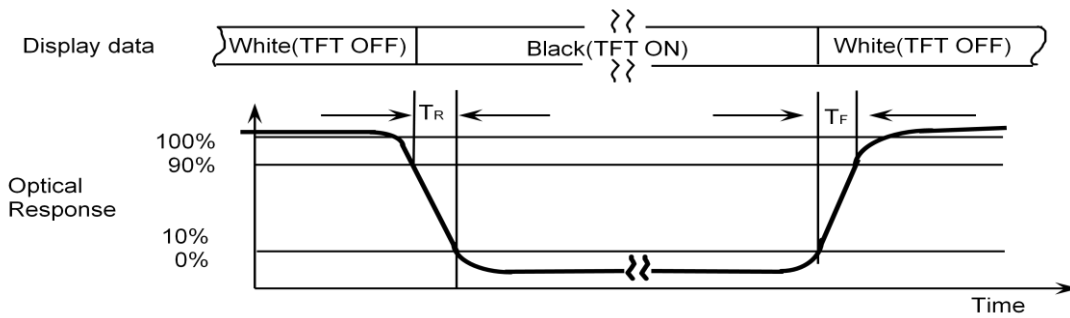 Display data
White(TFT OFF)
Black(TFT ON)
White(TFT OFF)
TR
TF
100%
90%
Optical
Response
10%
0%
Time